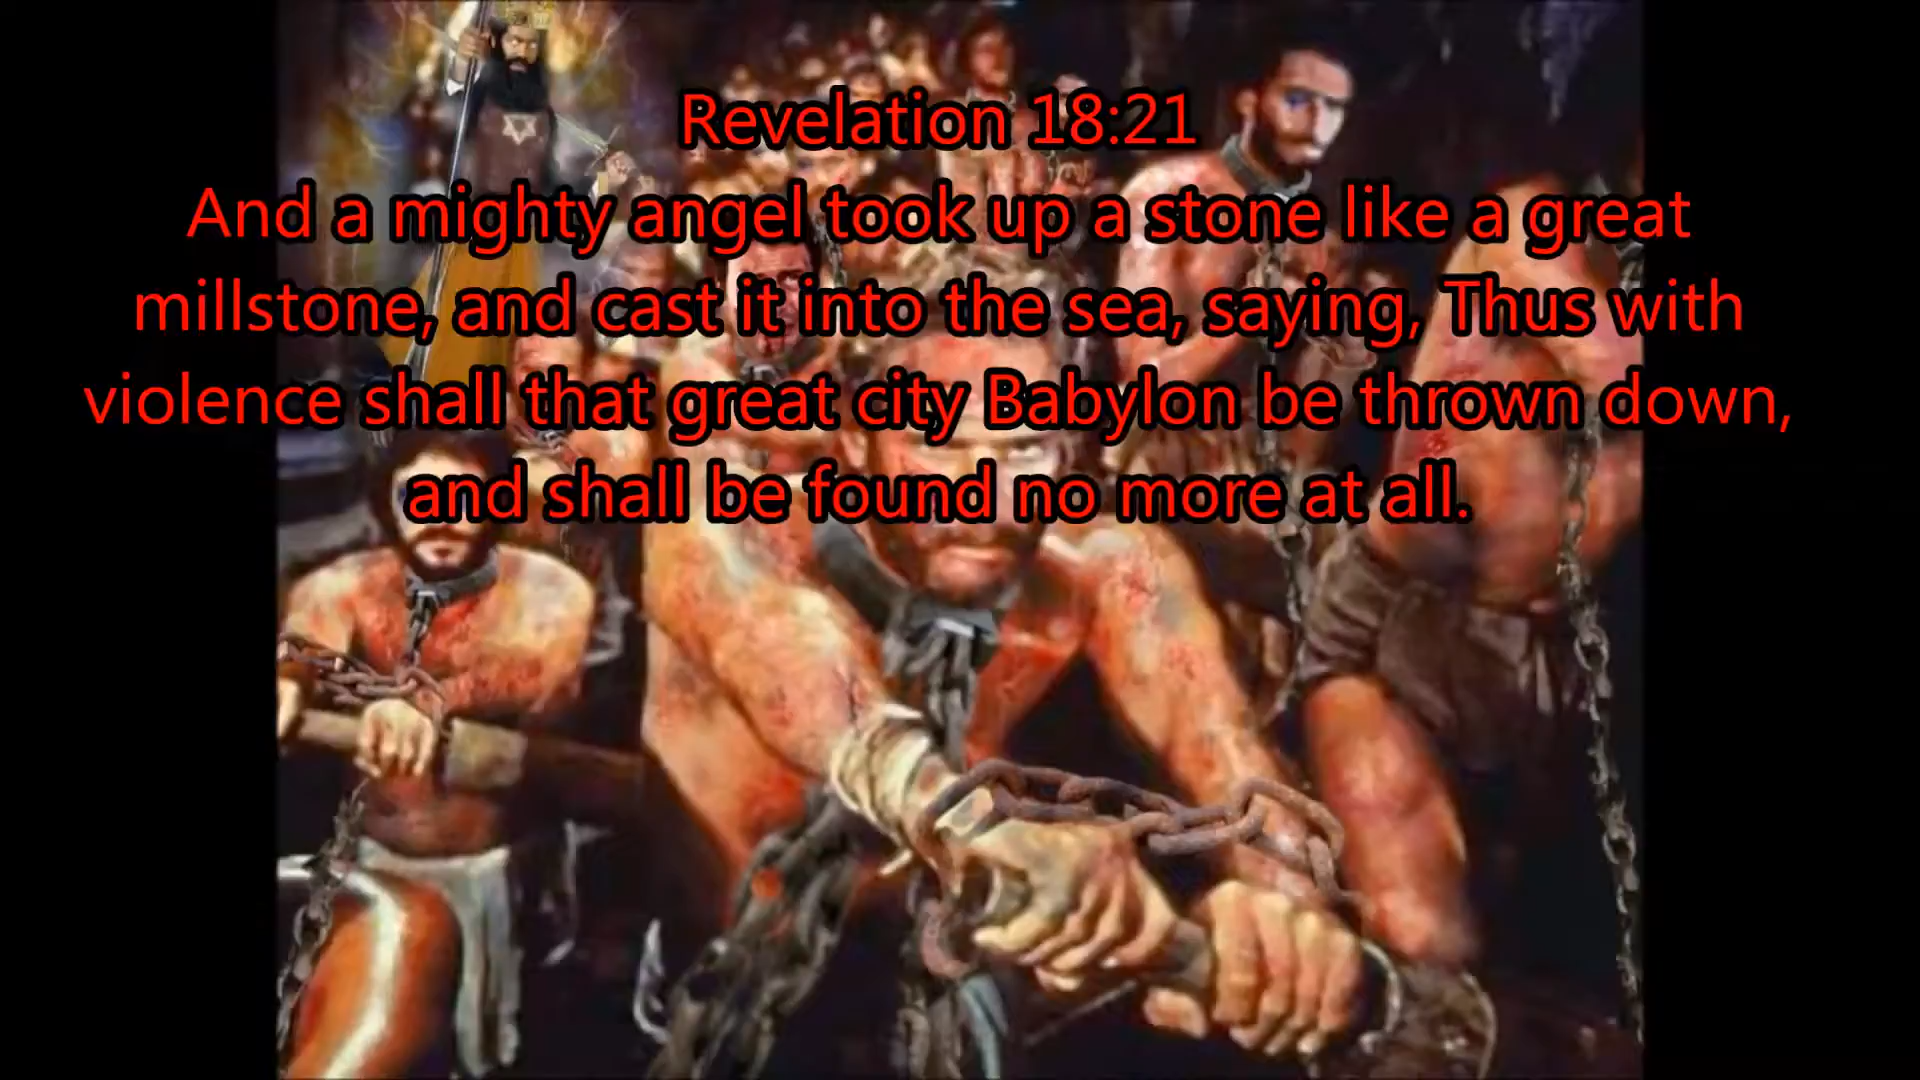 Revelation 18:21
And a mighty angel took up a stone like a great
millstone, and cast it into the sea, saying, Thus with
violence shall that great city Babylon be thrown down,
and shall be found no more at all.